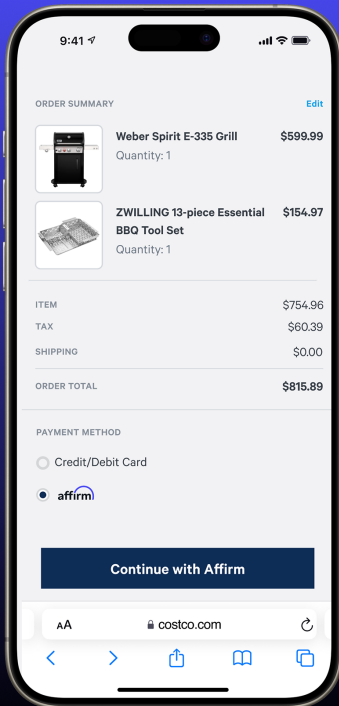 9:41
ORDER SUMMARY Edit
Weber Spirit E-335 Grill $599.99
Quantity: 1
ZWILLING 13-piece Essential $154.97
BBQ Tool Set
Quantity: 1
ITEM $754.96
TAX $60.39
SHIPPING $0.00
ORDER TOTAL $815.89
PAYMENT METHOD
Credit/Debit Card
affirm
Continue with Affirm
AA costco.com